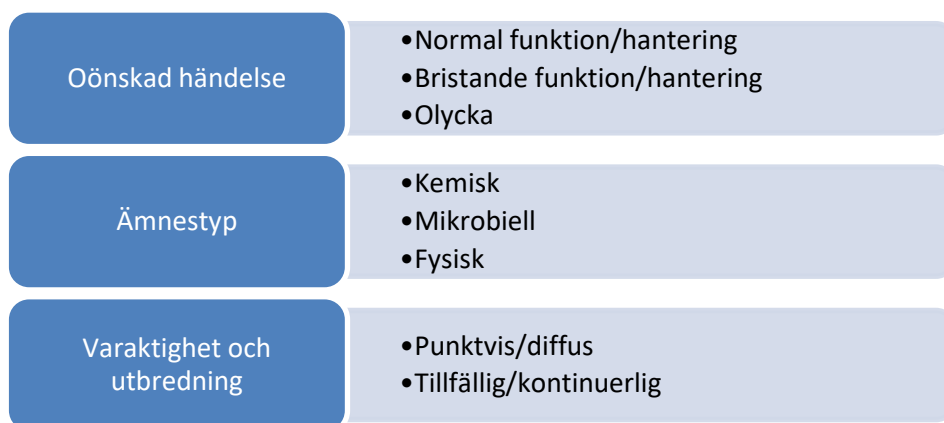 Oönskad händelse
•Normal funktion/hantering
•Bristande funktion/hantering
•Olycka
Ämnestyp
•Kemisk
•Mikrobiell
•Fysisk
Varaktighet och
utbredning
•Punktvis/diffus
•Tillfällig/kontinuerlig